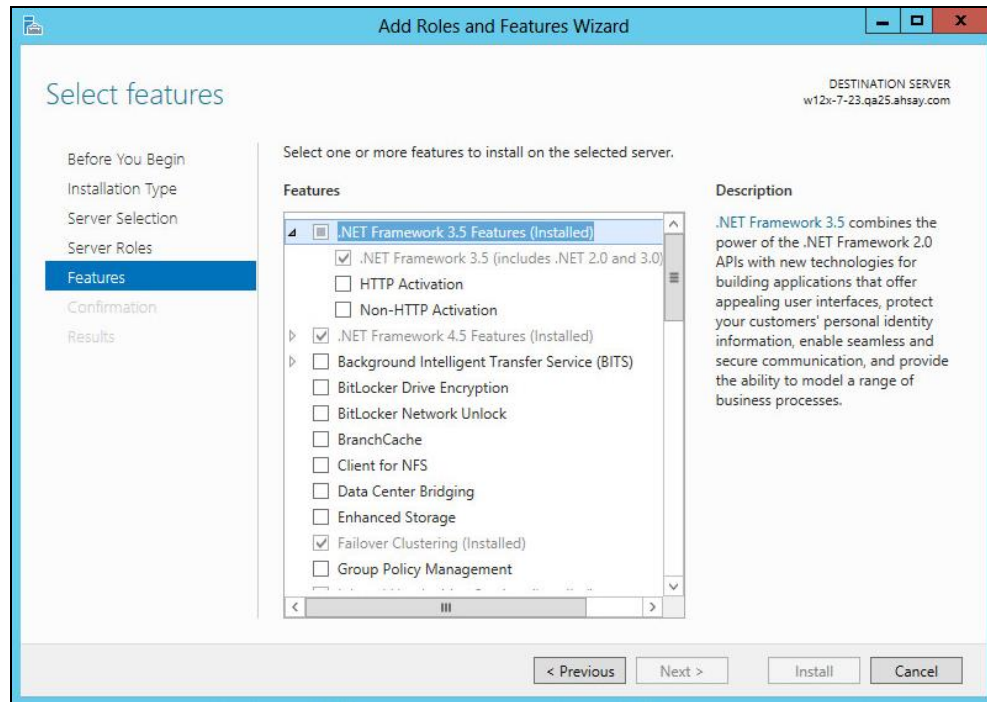 Add Roles and Features Wizard
Select features
DESTINATION SERVER
w12x-7-23.qa25.ahsay.com
Before You Begin
Installation Type
Server Selection
Server Roles
Features
Confirmation
Results
Select one or more features to install on the selected server.
Features
.NET Framework 3.5 Features (Installed)
.NET Framework 3.5 (includes .NET 2.0 and 3.0)
HTTP Activation
Non-HTTP Activation
.NET Framework 4.5 Features (Installed)
Background Intelligent Transfer Service (BITS)
BitLocker Drive Encryption
BitLocker Network Unlock
BranchCache
Client for NFS
Data Center Bridging
Enhanced Storage
Failover Clustering (Installed)
Group Policy Management
Description
.NET Framework 3.5 combines the
power of the .NET Framework 2.0
APIs with new technologies for
building applications that offer
appealing user interfaces, protect
your customers' personal identity
information, enable seamless and
secure communication, and provide
the ability to model a range of
business processes.
< Previous
Next >
Install
Cancel